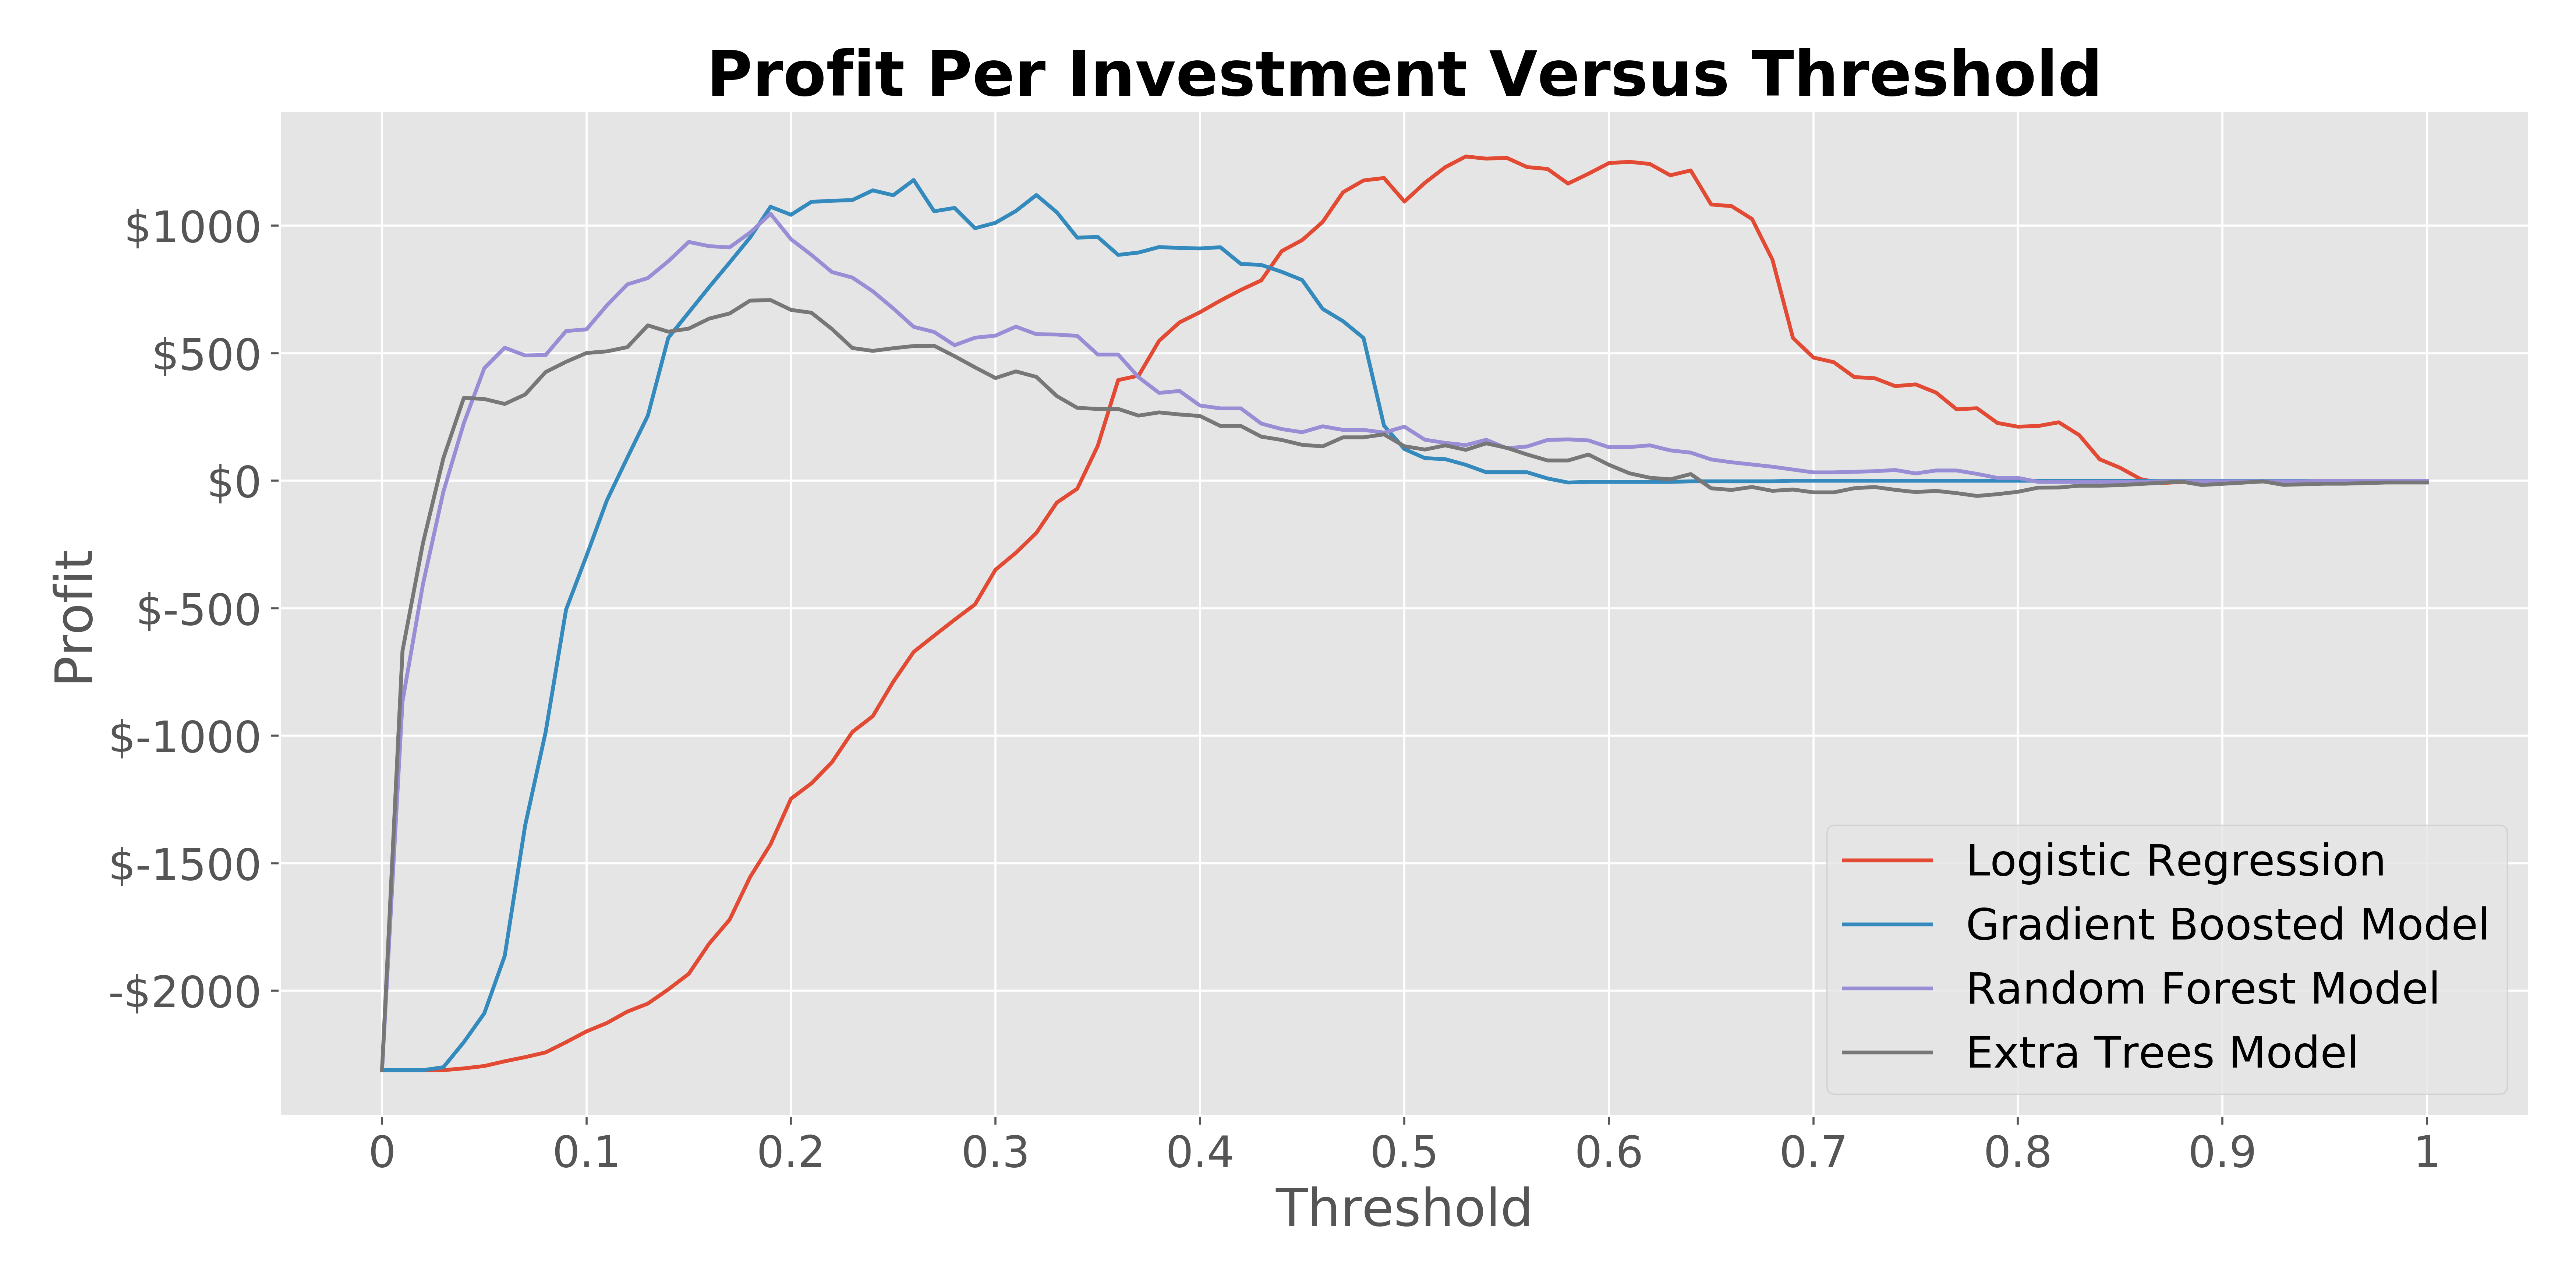 Profit Per Investment Versus Threshold
$1000
$500
$0
$-500
$-1000
$-1500
-$2000
Profit
Logistic Regression
Gradient Boosted Model
Random Forest Model
Extra Trees Model
0 0.1 0.2 0.3 0.4 0.5 0.6 0.7 0.8 0.9 1
Threshold